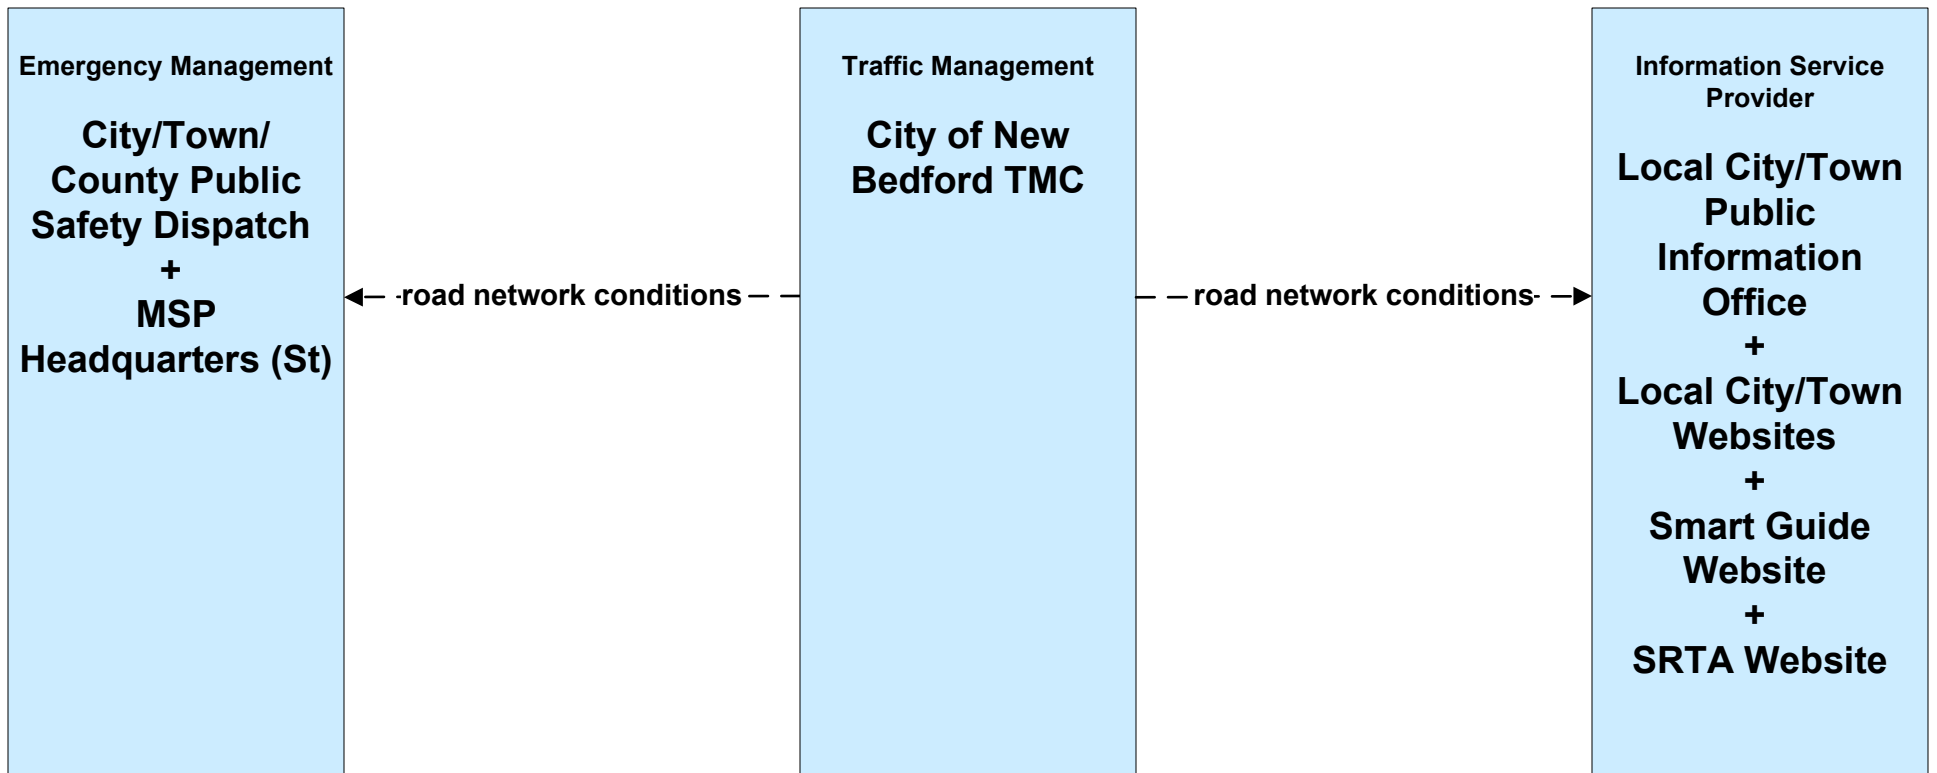 Emergency Management
City/Town/
County Public
Safety Dispatch
+
MSP
Headquarters (St)
road network conditions
Traffic Management
City of New
Bedford TMC
road network conditions
Information Service
Provider
Local City/Town
Public
Information
Office
+
Local City/Town
Websites
+
Smart Guide
Website
+
SRTA Website